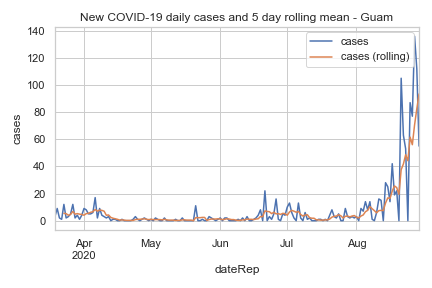 New COVID-19 daily cases and 5 day rolling mean - Guam
140
120
100
80
60
40
20
0
cases
cases
cases (rolling)
Apr
2020
May
Jun
Jul
Aug
dateRep